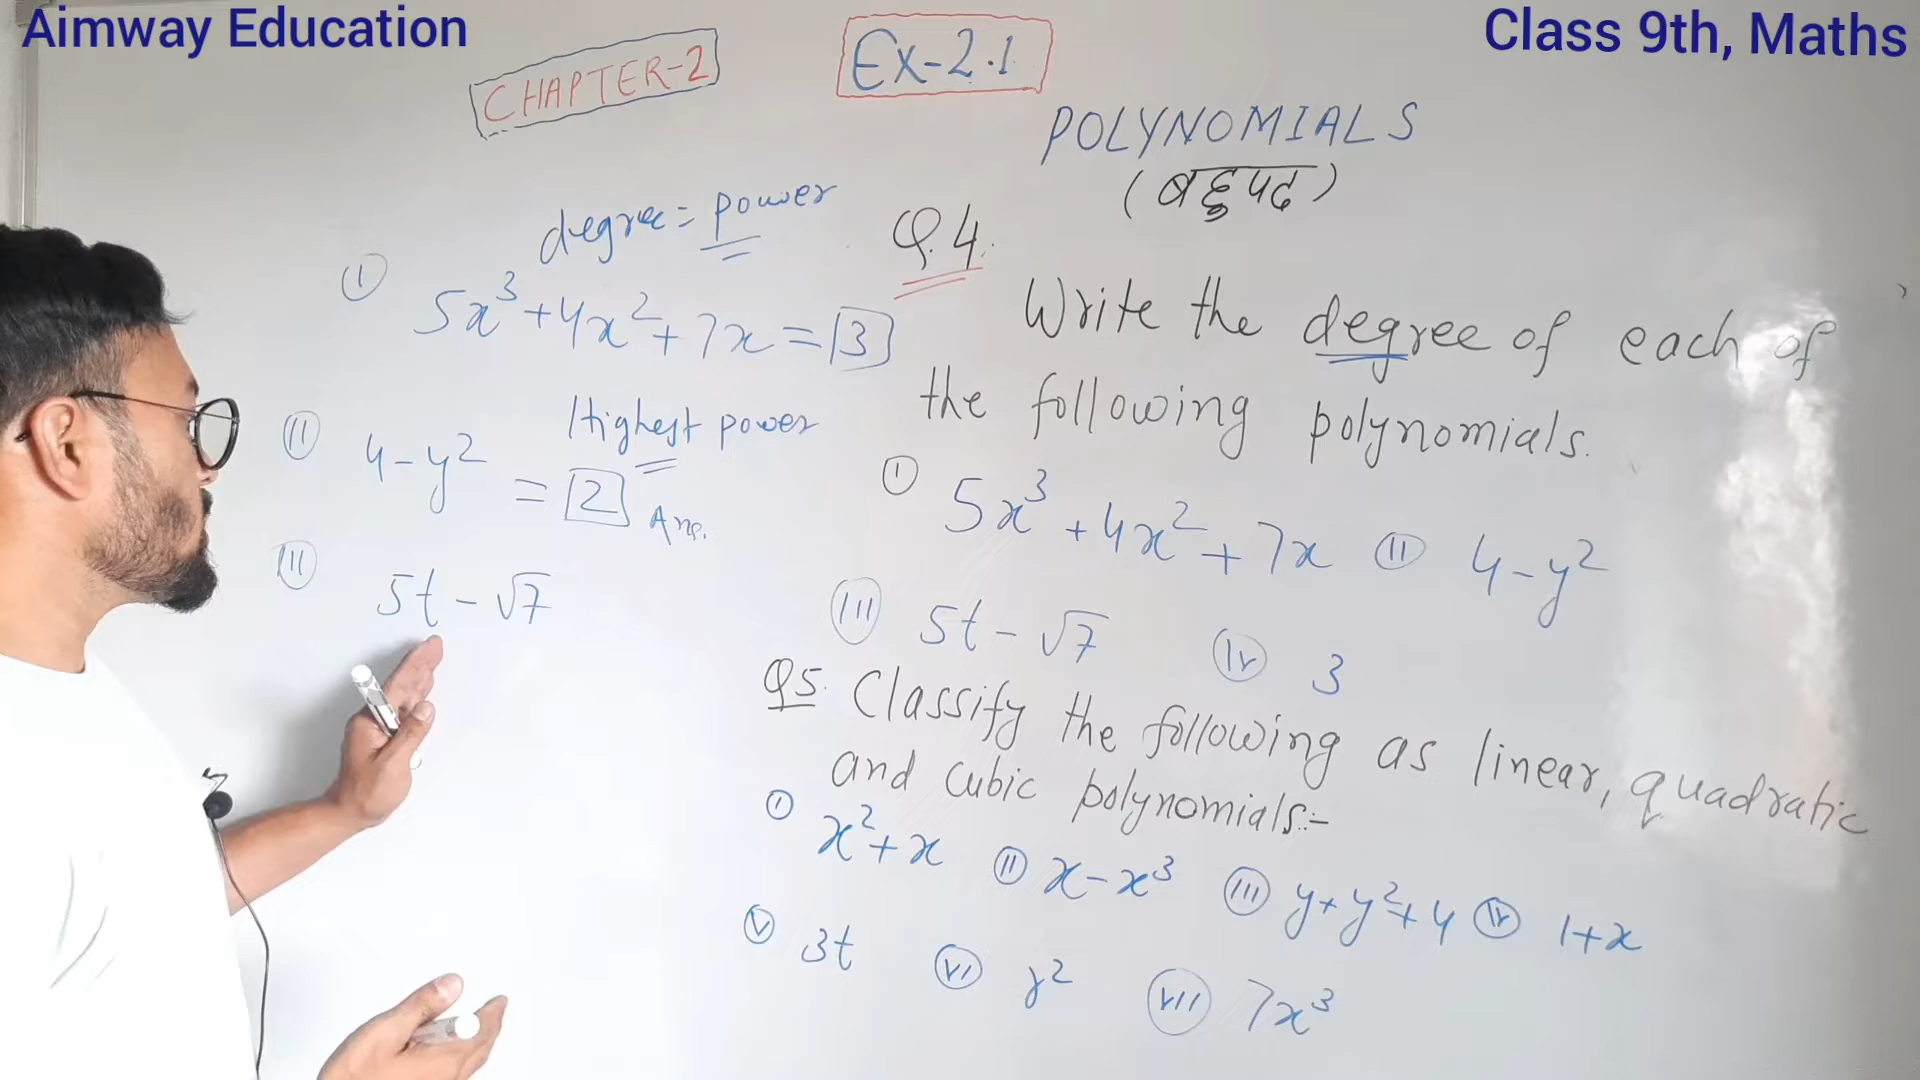 Aimway Education
Class 9th, Maths
CHAPTER-2
Ex-2.1
POLYNOMIALS
(बहुपद)
degree = power
(i) 5x³+4x²+7x = 3
Highest power
(ii) 4-y² = 2 Ans.
(iii) 5t-√7
Q.4.
Write the degree of each of
the following polynomials.
(i) 5x³+4x²+7x (ii) 4-y²
(iii) 5t-√7 (iv) 3
Q5. Classify the following as linear, quadratic
and cubic polynomials:-
(i) x²+x (ii) x-x³ (iii) y+y²+4 (iv) 1+x
(v) 3t (vi) r² (vii) 7x³